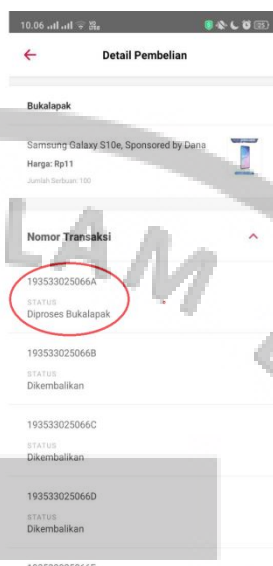 10.06
Detail Pembelian
Bukalapak
Samsung Galaxy S10e, Sponsored by Dana
Harga: Rp11
Jumlah Serbuan: 100
Nomor Transaksi
193533025066A
STATUS
Diproses Bukalapak
193533025066B
STATUS
Dikembalikan
193533025066C
STATUS
Dikembalikan
193533025066D
STATUS
Dikembalikan
LAM